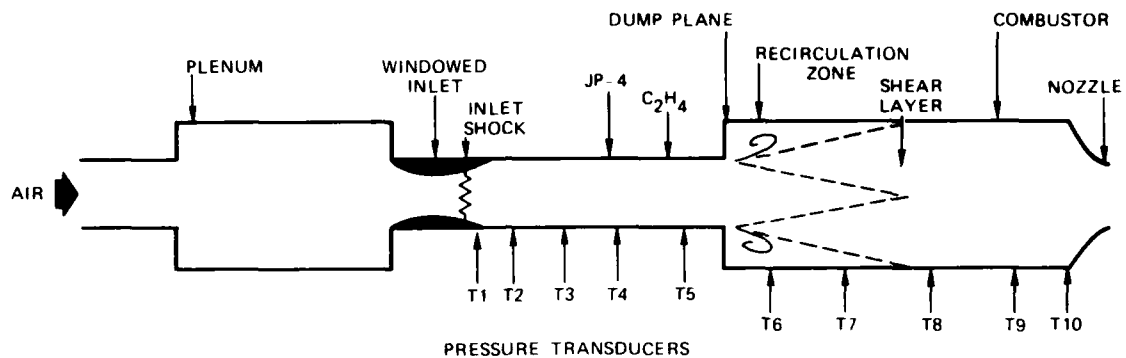 DUMP PLANE
COMBUSTOR
RECIRCULATION
ZONE
PLENUM
WINDOWED
INLET
JP-4
C₂H₄
SHEAR
LAYER
NOZZLE
INLET
SHOCK
AIR
T1
T2
T3
T4
T5
T6
T7
T8
T9
T10
PRESSURE TRANSDUCERS